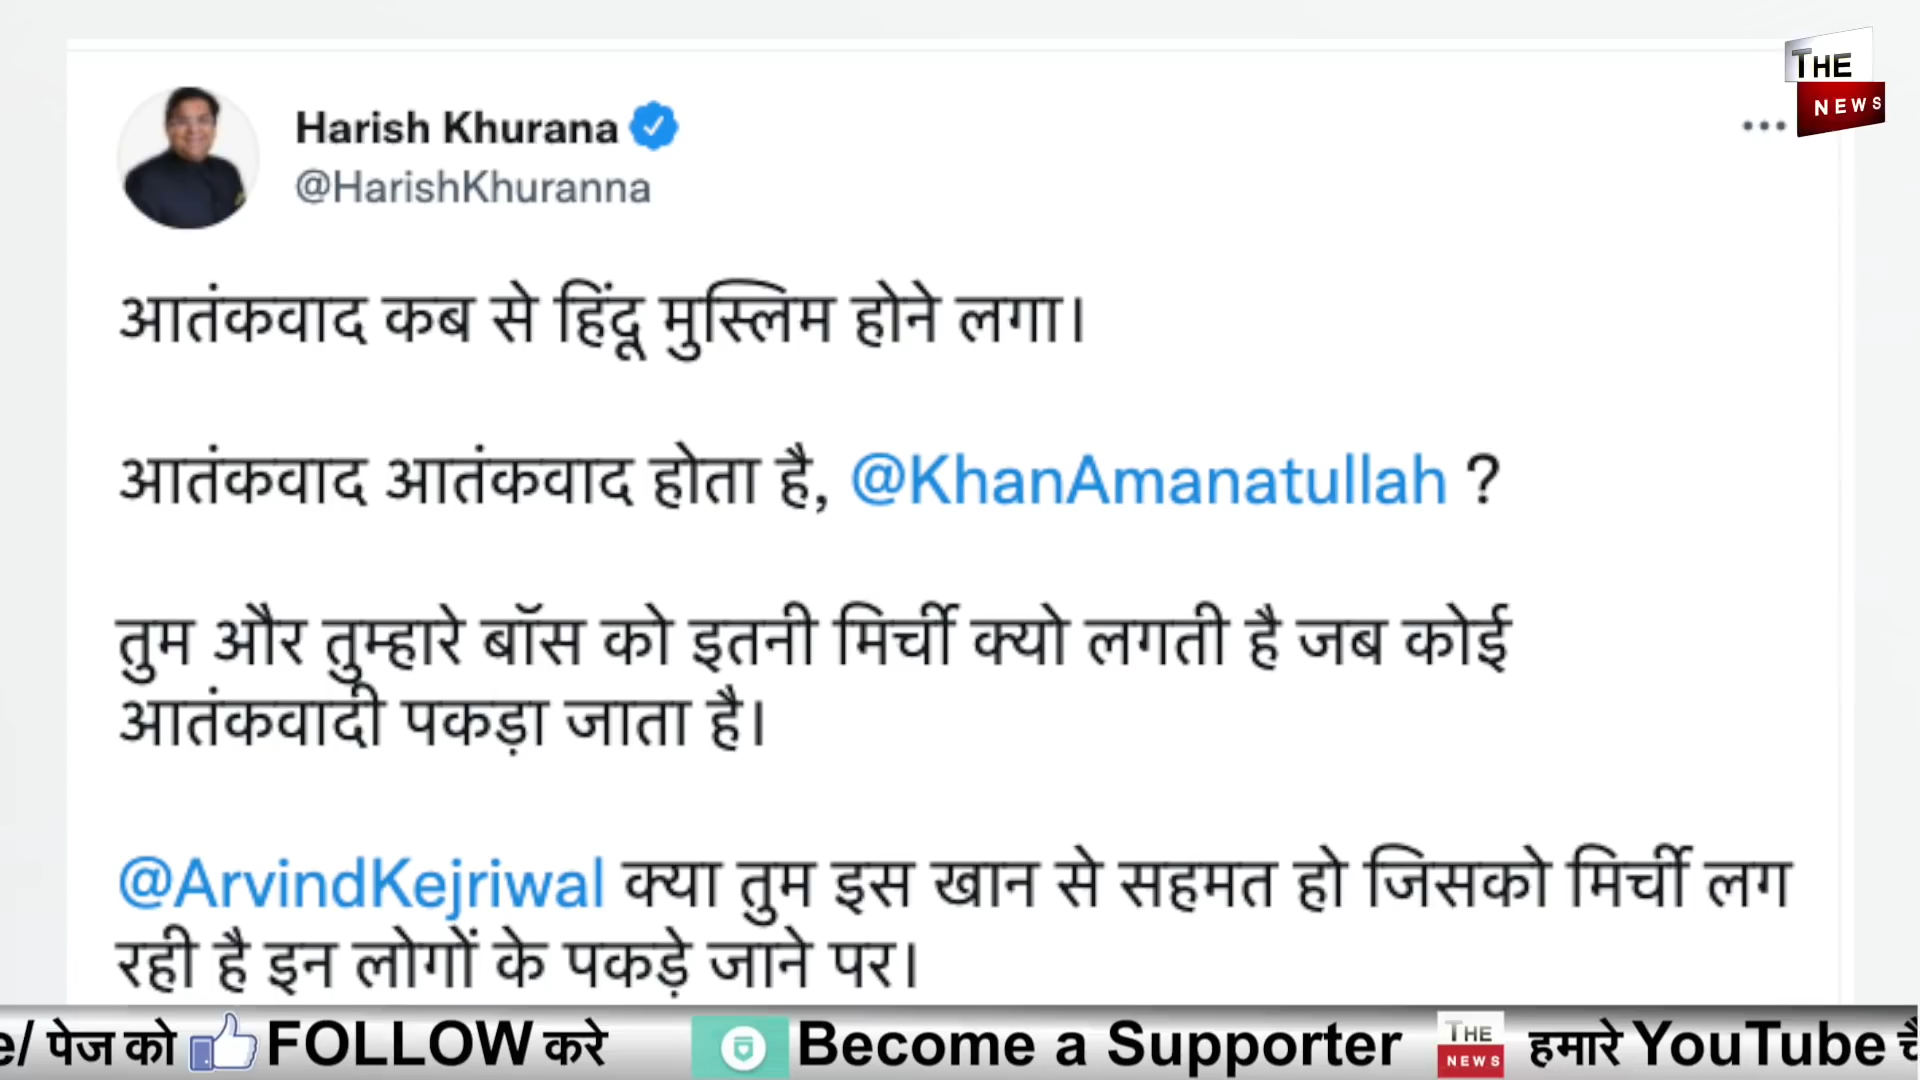 THE
NEWS
Harish Khurana
@HarishKhuranna
आतंकवाद कब से हिंदू मुस्लिम होने लगा।
आतंकवाद आतंकवाद होता है, @KhanAmanatullah ?
तुम और तुम्हारे बॉस को इतनी मिर्ची क्यो लगती है जब कोई
आतंकवादी पकड़ा जाता है।
@ArvindKejriwal क्या तुम इस खान से सहमत हो जिसको मिर्ची लग
रही है इन लोगों के पकड़े जाने पर।
e/ पेज को FOLLOW करे Become a Supporter THE NEWS हमारे YouTube